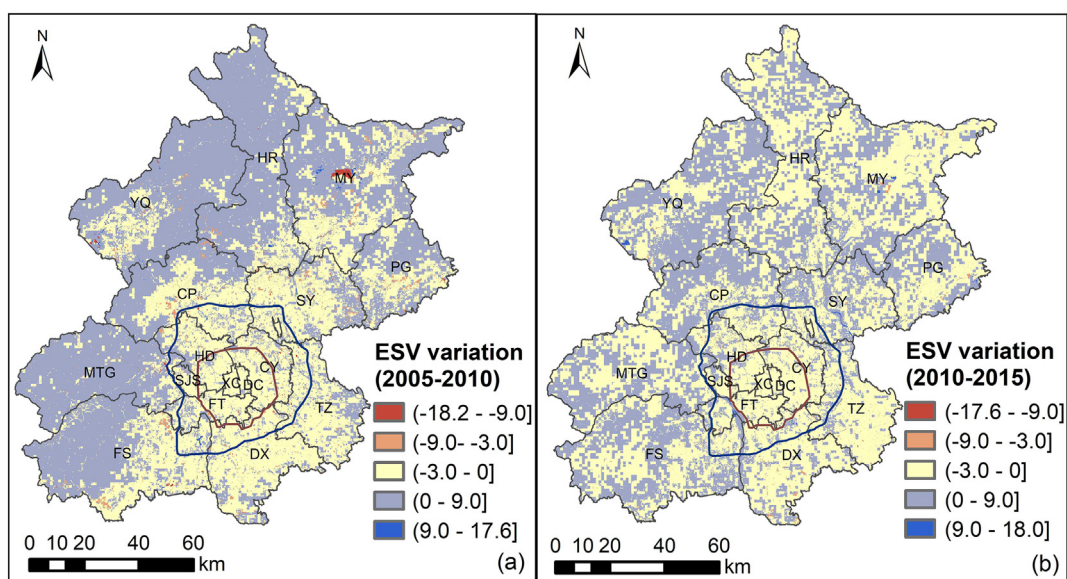 N
HR
MY
YQ
PG
CP
SY
HD
MTG
CY
SJS
XC
DC
FT
TZ
FS
DX
ESV variation
(2005-2010)
(-18.2 - -9.0]
(-9.0- -3.0]
(-3.0 - 0]
(0 - 9.0]
(9.0 - 17.6]
0 10 20 40 60
km
(a)
N
HR
MY
YQ
PG
CP
SY
HD
MTG
CY
SJS
XC
DC
FT
TZ
FS
DX
ESV variation
(2010-2015)
(-17.6 - -9.0]
(-9.0 - -3.0]
(-3.0 - 0]
(0 - 9.0]
(9.0 - 18.0]
0 10 20 40 60
km
(b)